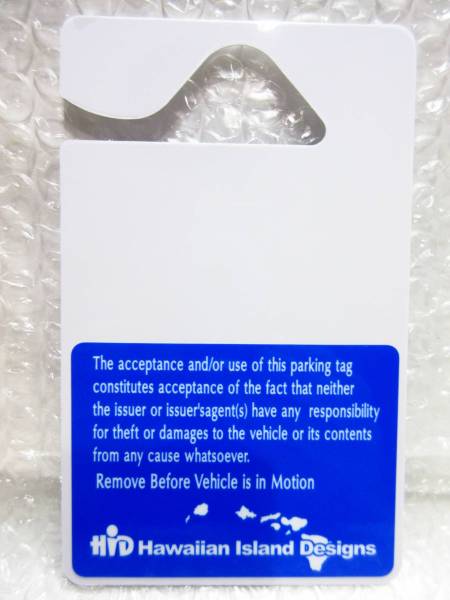 The acceptance and/or use of this parking tag
constitutes acceptance of the fact that neither
the issuer or issuer'sagent(s) have any responsibility
for theft or damages to the vehicle or its contents
from any cause whatsoever.
Remove Before Vehicle is in Motion
HID Hawaiian Island Designs